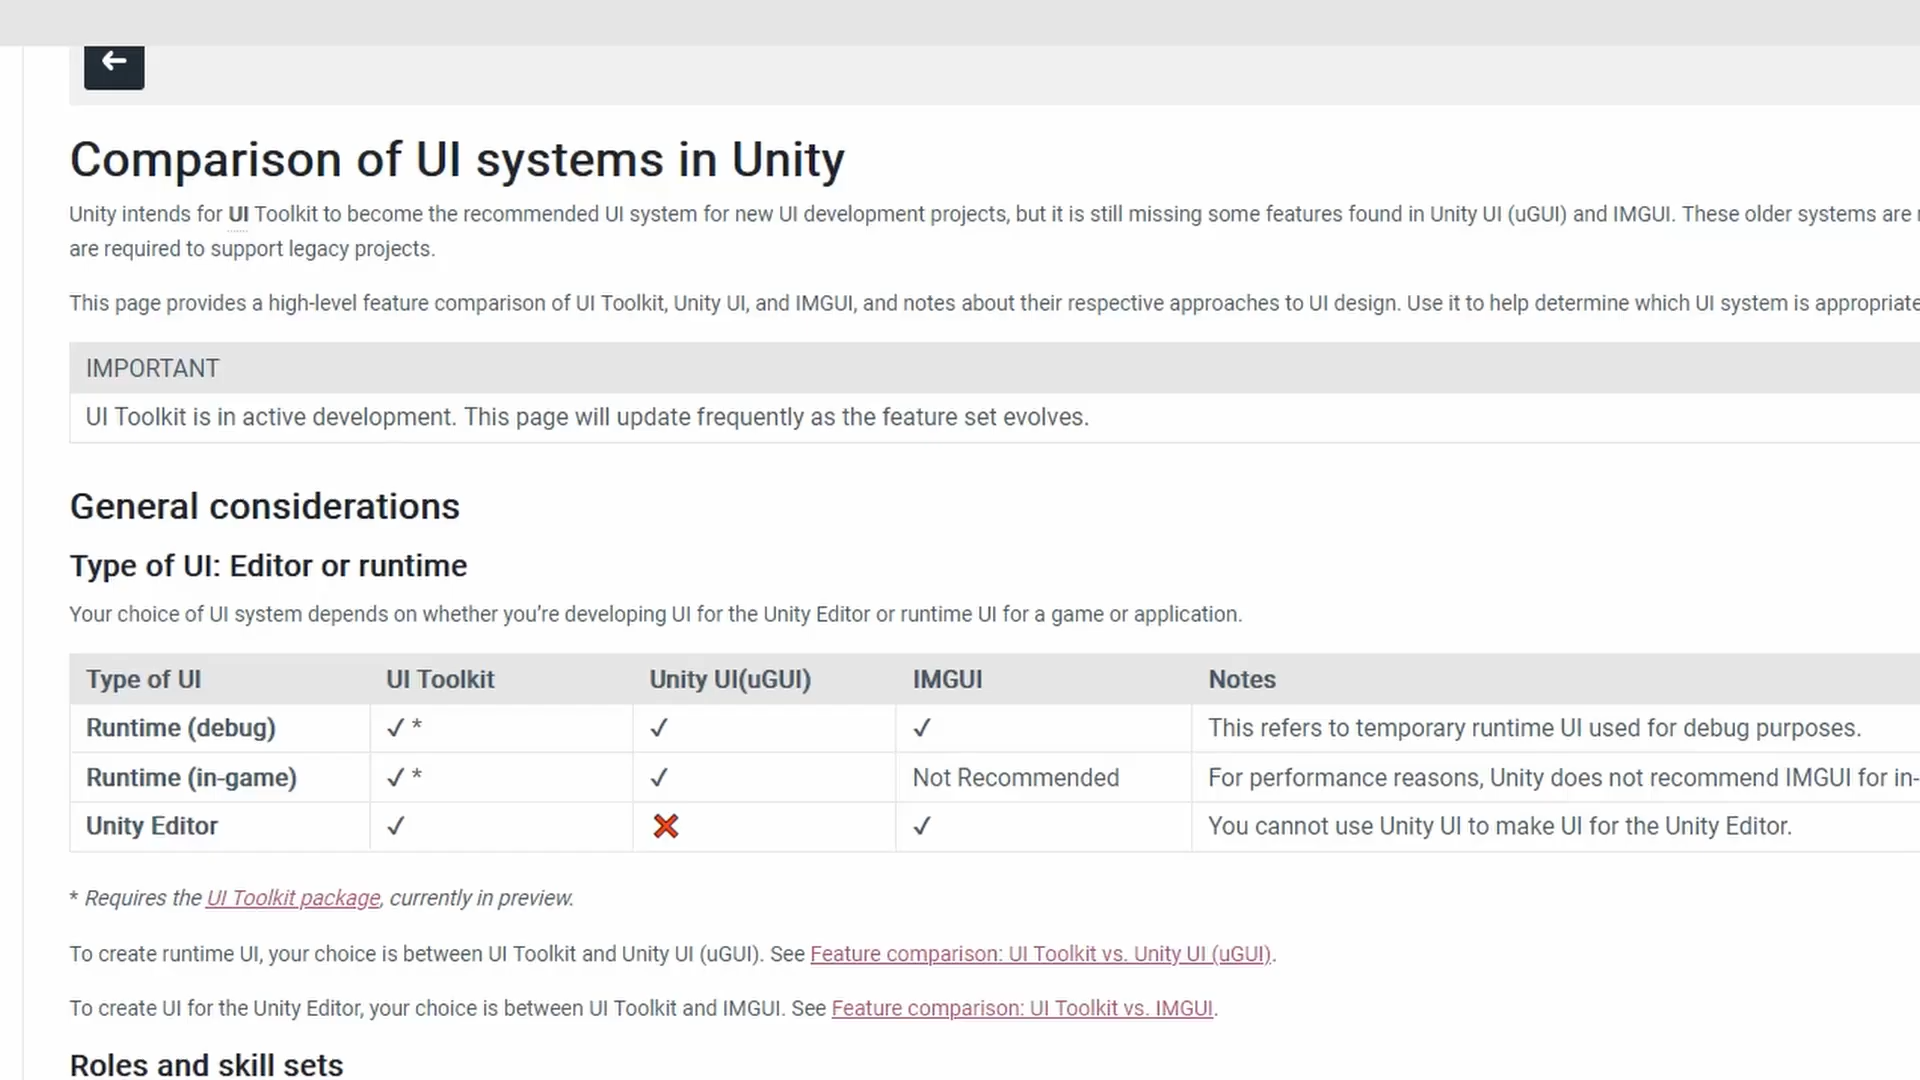 Comparison of UI systems in Unity
Unity intends for UI Toolkit to become the recommended UI system for new UI development projects, but it is still missing some features found in Unity UI (uGUI) and IMGUI. These older systems are
are required to support legacy projects.
This page provides a high-level feature comparison of UI Toolkit, Unity UI, and IMGUI, and notes about their respective approaches to UI design. Use it to help determine which UI system is appropriate
IMPORTANT
UI Toolkit is in active development. This page will update frequently as the feature set evolves.
General considerations
Type of UI: Editor or runtime
Your choice of UI system depends on whether you’re developing UI for the Unity Editor or runtime UI for a game or application.
Type of UI UI Toolkit Unity UI(uGUI) IMGUI Notes
Runtime (debug) ✓ * ✓ ✓ This refers to temporary runtime UI used for debug purposes.
Runtime (in-game) ✓ * ✓ Not Recommended For performance reasons, Unity does not recommend IMGUI for in-
Unity Editor ✓ ❌ ✓ You cannot use Unity UI to make UI for the Unity Editor.
* Requires the UI Toolkit package, currently in preview.
To create runtime UI, your choice is between UI Toolkit and Unity UI (uGUI). See Feature comparison: UI Toolkit vs. Unity UI (uGUI).
To create UI for the Unity Editor, your choice is between UI Toolkit and IMGUI. See Feature comparison: UI Toolkit vs. IMGUI.
Roles and skill sets